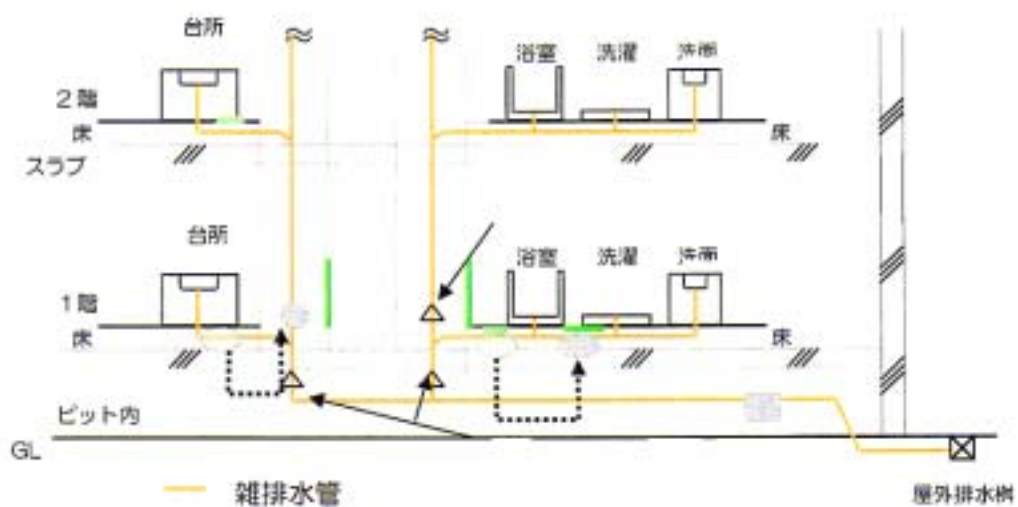 台所
浴室 洗濯 洗面
2階
床 床
スラブ
台所
浴室 洗濯 洗面
1階
床 床
ピット内
GL
雑排水管
屋外排水桝